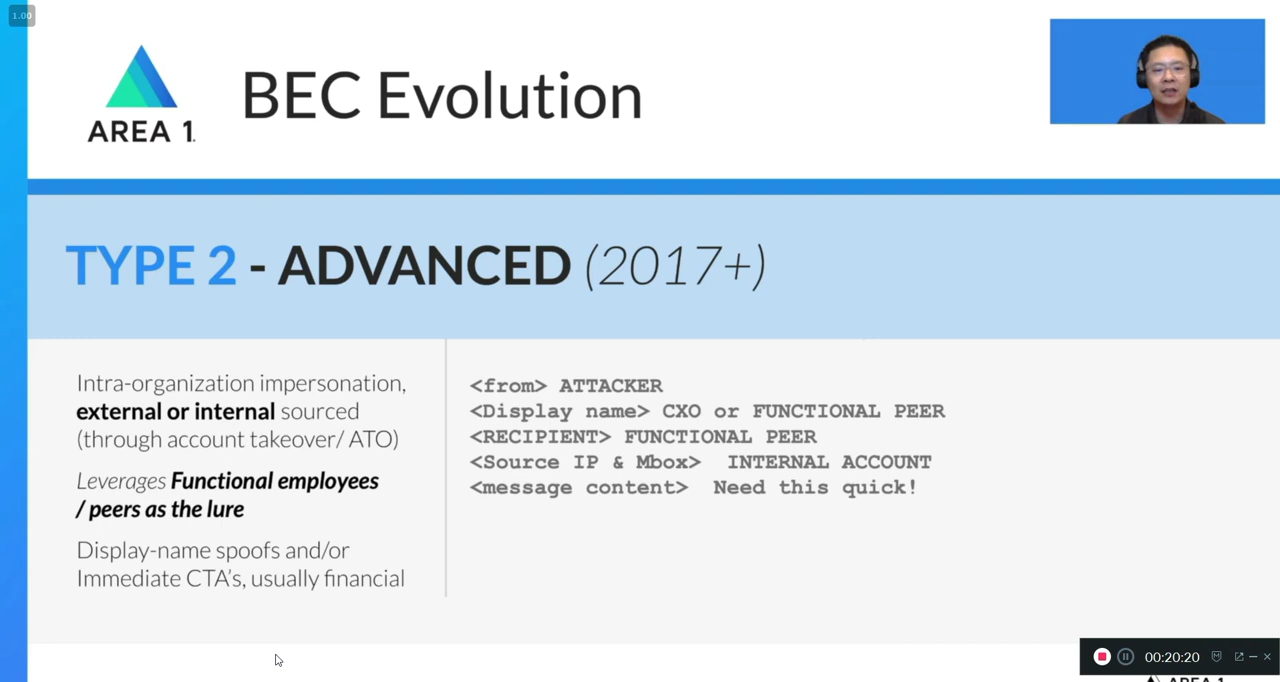 1.00
AREA 1
BEC Evolution
TYPE 2 - ADVANCED (2017+)
Intra-organization impersonation,
external or internal sourced
(through account takeover/ ATO)
Leverages Functional employees
/ peers as the lure
Display-name spoofs and/or
Immediate CTA's, usually financial
<from> ATTACKER
<Display name> CXO or FUNCTIONAL PEER
<RECIPIENT> FUNCTIONAL PEER
<Source IP & Mbox>  INTERNAL ACCOUNT
<message content>  Need this quick!
00:20:20
AREA 1